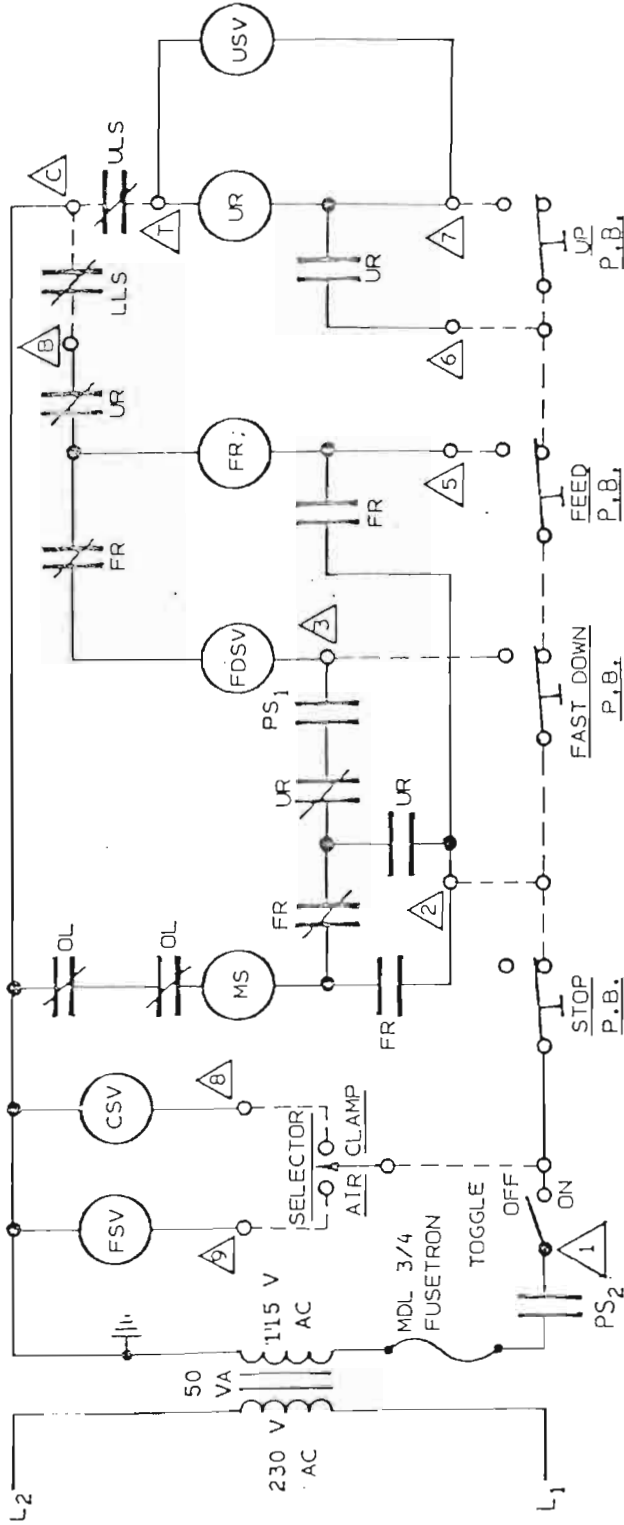 L2
230 V
AC
50
VA
115 V
AC
L1
MDL 3/4
FUSETRON
PS2
1
TOGGLE
OFF
ON
FSV
9
CSV
8
SELECTOR
AIR CLAMP
OL
OL
MS
FR
FR
2
UR
UR
PS1
3
FDSV
FR
STOP
P.B.
FAST DOWN
P.B.
UR
B
LLS
C
ULS
T
FR
FR
5
FEED
P.B.
UR
UR
6
7
UP
P.B.
USV